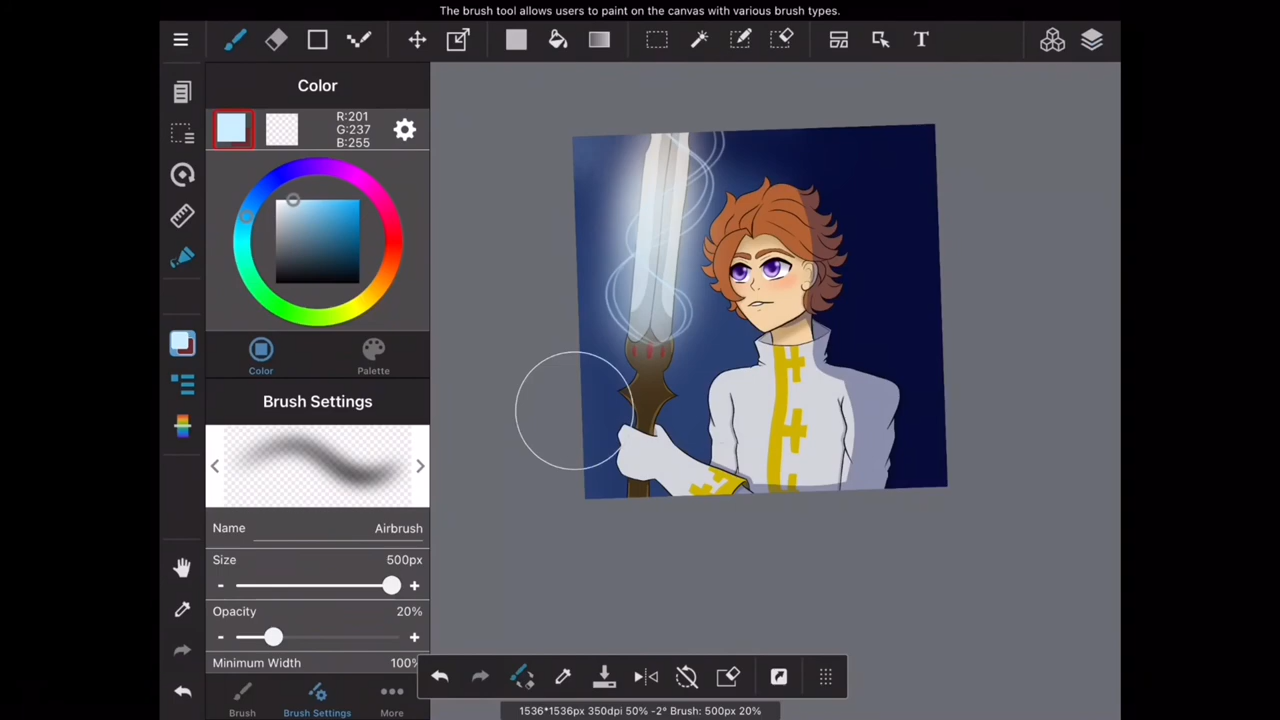 The brush tool allows users to paint on the canvas with various brush types.
T
Color
R:201
G:237
B:255
Color
Palette
Brush Settings
Name Airbrush
Size 500px
- +
Opacity 20%
- +
Minimum Width 100%
Brush
Brush Settings
More
1536*1536px 350dpi 50% -2° Brush: 500px 20%